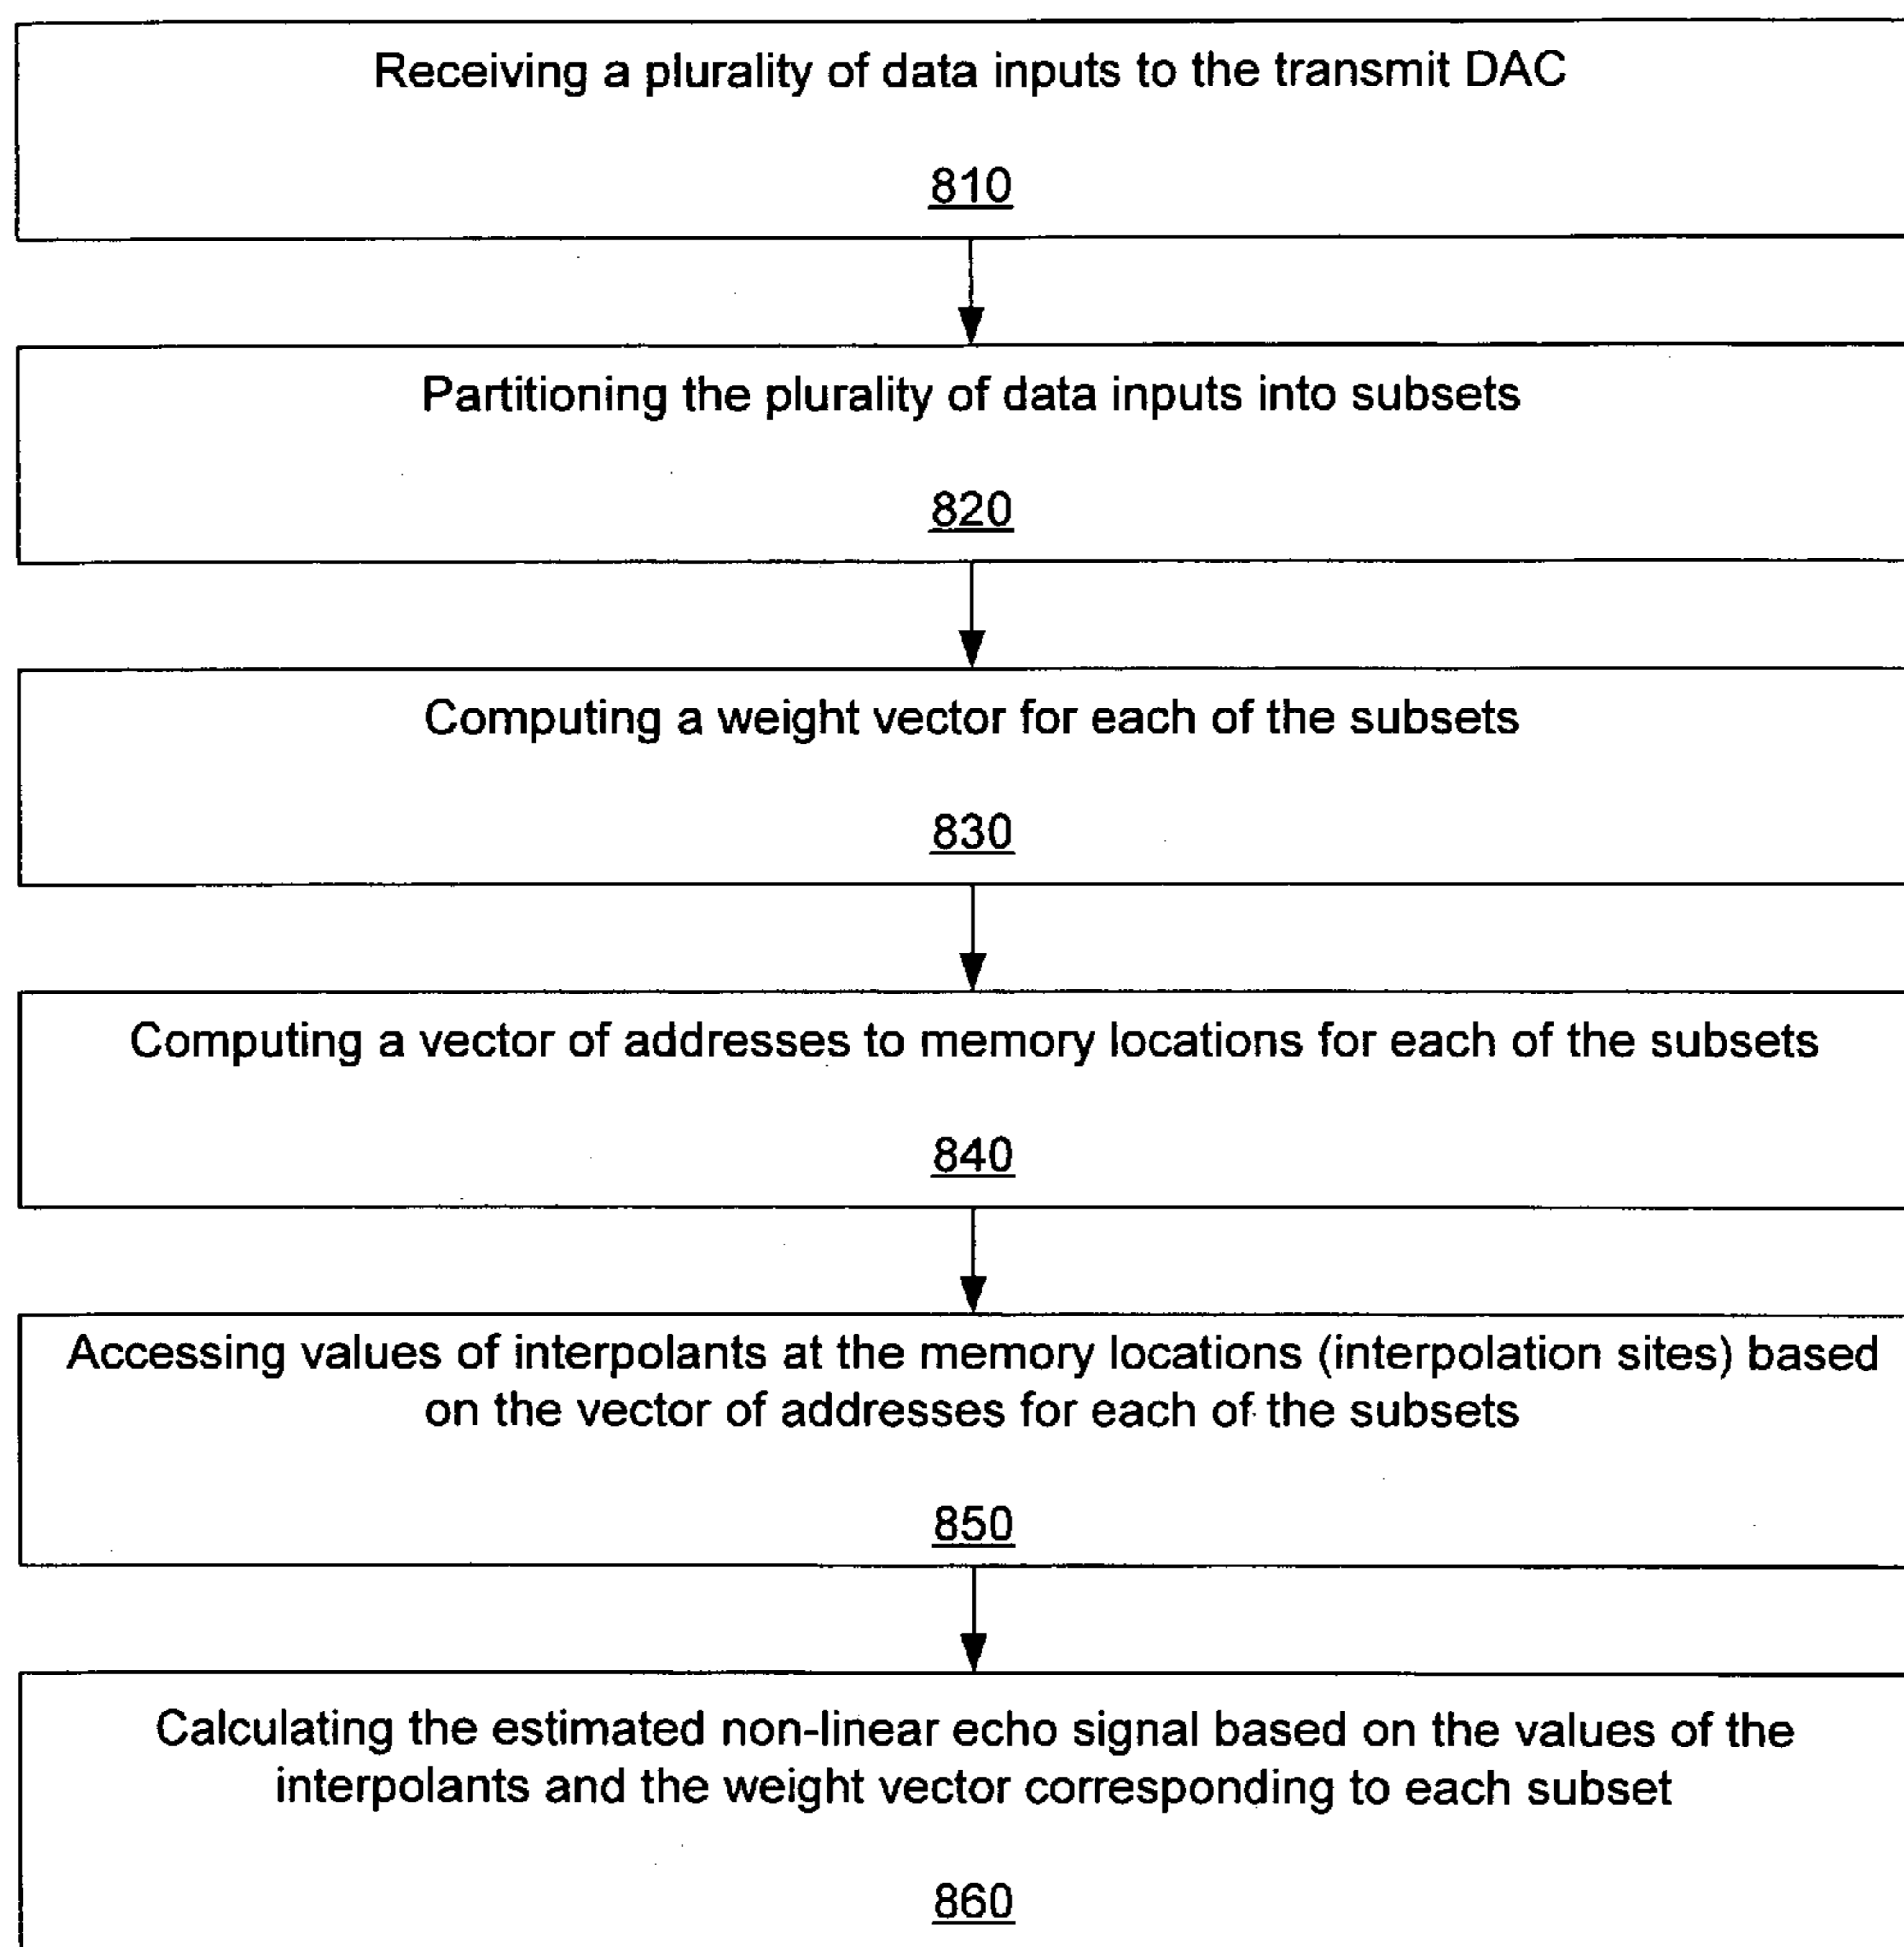 Receiving a plurality of data inputs to the transmit DAC
810
Partitioning the plurality of data inputs into subsets
820
Computing a weight vector for each of the subsets
830
Computing a vector of addresses to memory locations for each of the subsets
840
Accessing values of interpolants at the memory locations (interpolation sites) based
on the vector of addresses for each of the subsets
850
Calculating the estimated non-linear echo signal based on the values of the
interpolants and the weight vector corresponding to each subset
860